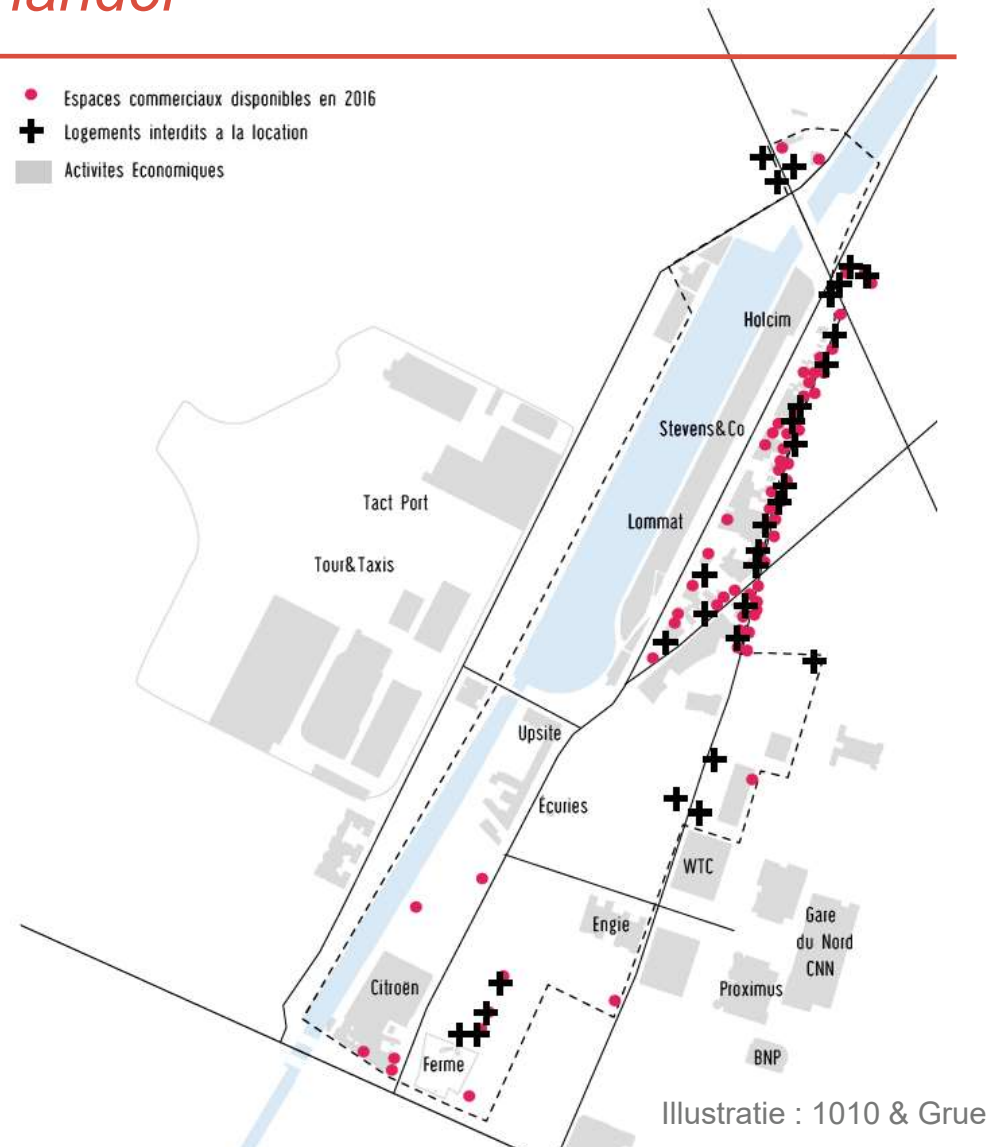 Espaces commerciaux disponibles en 2016
Logements interdits a la location
Activites Economiques
Holcim
Stevens&Co
Tact Port
Lommat
Tour&Taxis
Upsite
Écuries
WTC
Engie
Gare
du Nord
CNN
Citroën
Proximus
Ferme
BNP
Illustratie : 1010 & Grue